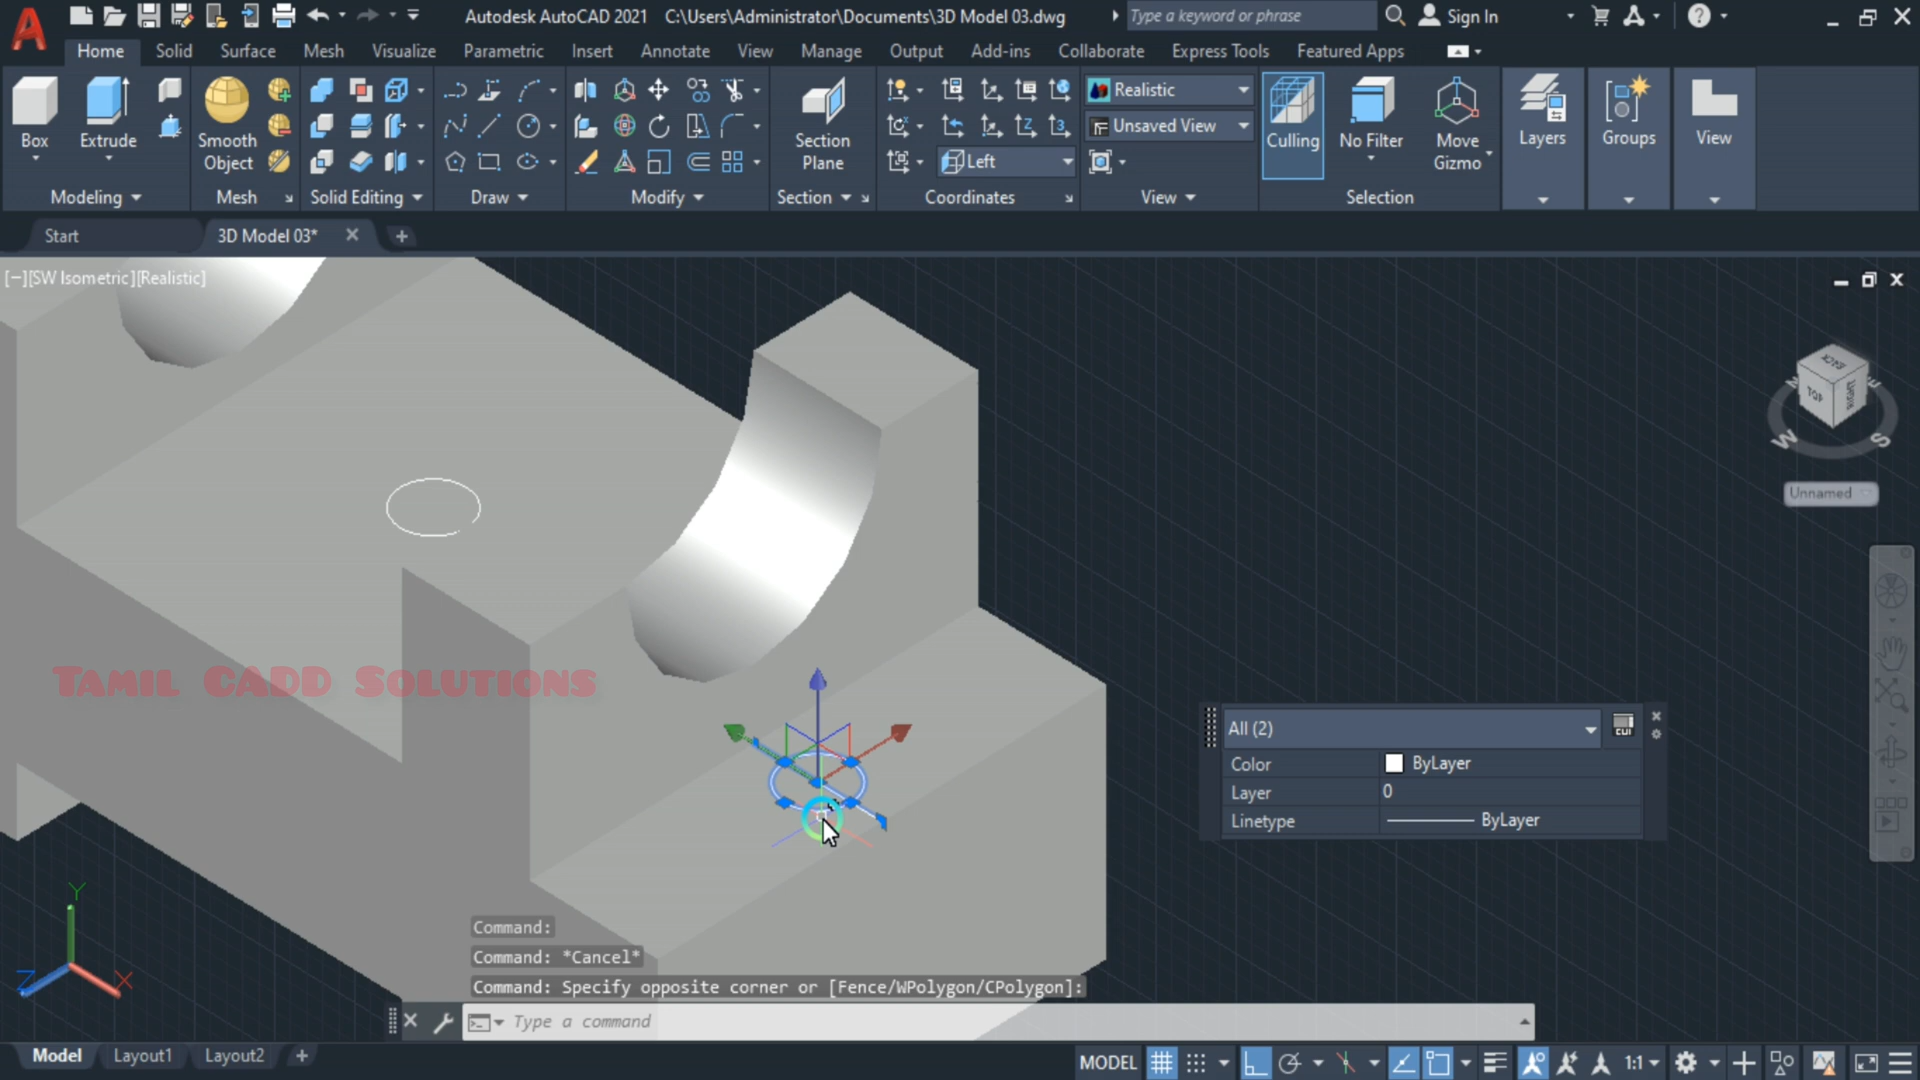 Autodesk AutoCAD 2021 C:\Users\Administrator\Documents\3D Model 03.dwg
Type a keyword or phrase
Sign In
Home Solid Surface Mesh Parametric Visualize Insert Annotate View Manage Output Add-ins Collaborate Express Tools Featured Apps
Box
Extrude
Smooth Object
Section Plane
Left
Realistic
Unsaved View
Culling
No Filter
Move Gizmo
Layers
Groups
View
Modeling
Mesh
Solid Editing
Draw
Modify
Section
Coordinates
View
Selection
Start
3D Model 03*
[−][SW Isometric][Realistic]
BACK
TOP
W
S
Unnamed
TAMIL CADD SOLUTIONS
All (2)
CUI
Color ByLayer
Layer 0
Linetype ByLayer
Y
Z
X
Command:
Command: *Cancel*
Command: Specify opposite corner or [Fence/WPolygon/CPolygon]:
Type a command
Model Layout1 Layout2
MODEL
1:1